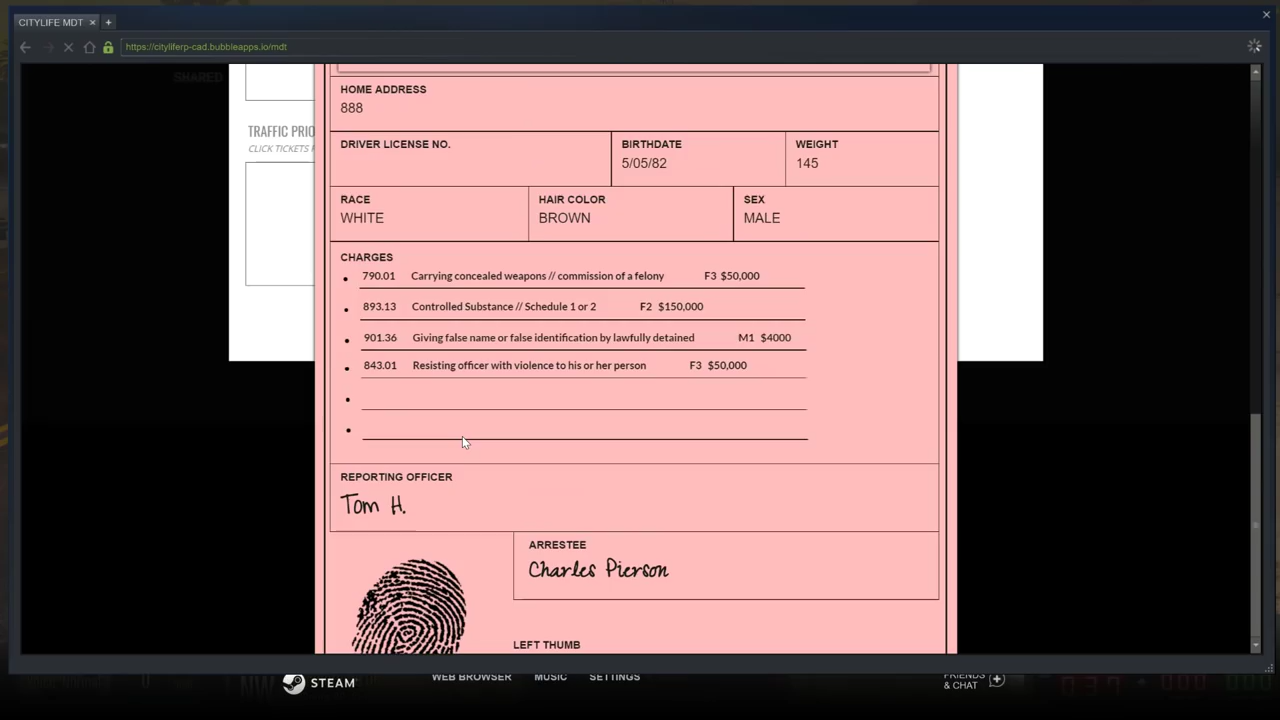 CITYLIFE MDT
https://cityliferp-cad.bubbleapps.io/mdt
SHARED
HOME ADDRESS
888
TRAFFIC PRIO
CLICK TICKETS
DRIVER LICENSE NO.
BIRTHDATE
WEIGHT
5/05/82
145
RACE
HAIR COLOR
SEX
WHITE
BROWN
MALE
CHARGES
790.01 Carrying concealed weapons // commission of a felony F3 $50,000
893.13 Controlled Substance // Schedule 1 or 2 F2 $150,000
901.36 Giving false name or false identification by lawfully detained M1 $4000
843.01 Resisting officer with violence to his or her person F3 $50,000
REPORTING OFFICER
Tom H.
ARRESTEE
Charles Pierson
LEFT THUMB
STEAM
WEB BROWSER
MUSIC
SETTINGS
FRIENDS
& CHAT